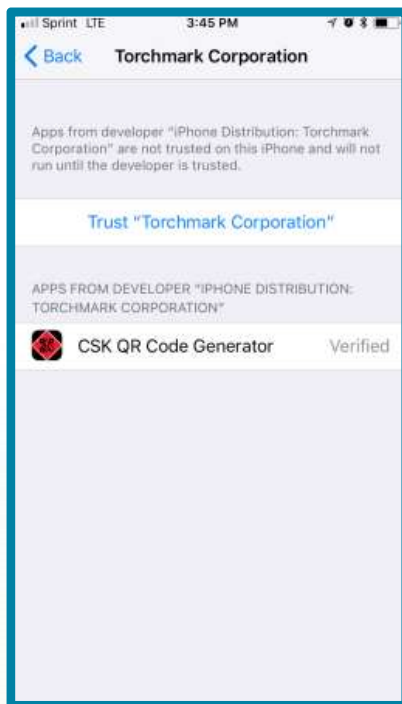 Sprint LTE 3:45 PM
Back Torchmark Corporation
Apps from developer "iPhone Distribution: Torchmark
Corporation" are not trusted on this iPhone and will not
run until the developer is trusted.
Trust "Torchmark Corporation"
APPS FROM DEVELOPER "IPHONE DISTRIBUTION:
TORCHMARK CORPORATION"
CSK QR Code Generator Verified